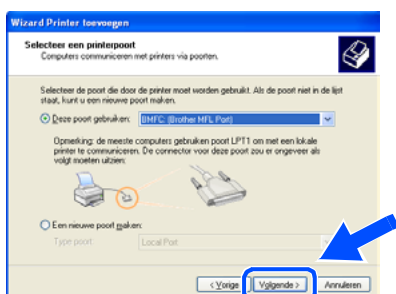 Wizard Printer toevoegen
Selecteer een printerpoort
Computers communiceren met printers via poorten.
Selecteer de poort die door de printer moet worden gebruikt. Als de poort niet in de lijst
staat, kunt u een nieuwe poort maken.
Deze poort gebruiken: BMFC: (Brother MFL Port)
Opmerking: de meeste computers gebruiken poort LPT1 om met een lokale
printer te communiceren. De connector voor deze poort zou er ongeveer als
volgt moeten uitzien:
Een nieuwe poort maken:
Type poort: Local Port
< Vorige Volgende > Annuleren